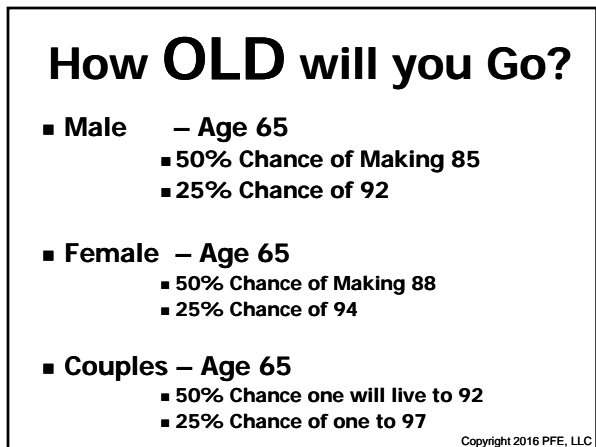 How OLD will you Go?
▪ Male – Age 65
▪ 50% Chance of Making 85
▪ 25% Chance of 92
▪ Female – Age 65
▪ 50% Chance of Making 88
▪ 25% Chance of 94
▪ Couples – Age 65
▪ 50% Chance one will live to 92
▪ 25% Chance of one to 97
Copyright 2016 PFE, LLC